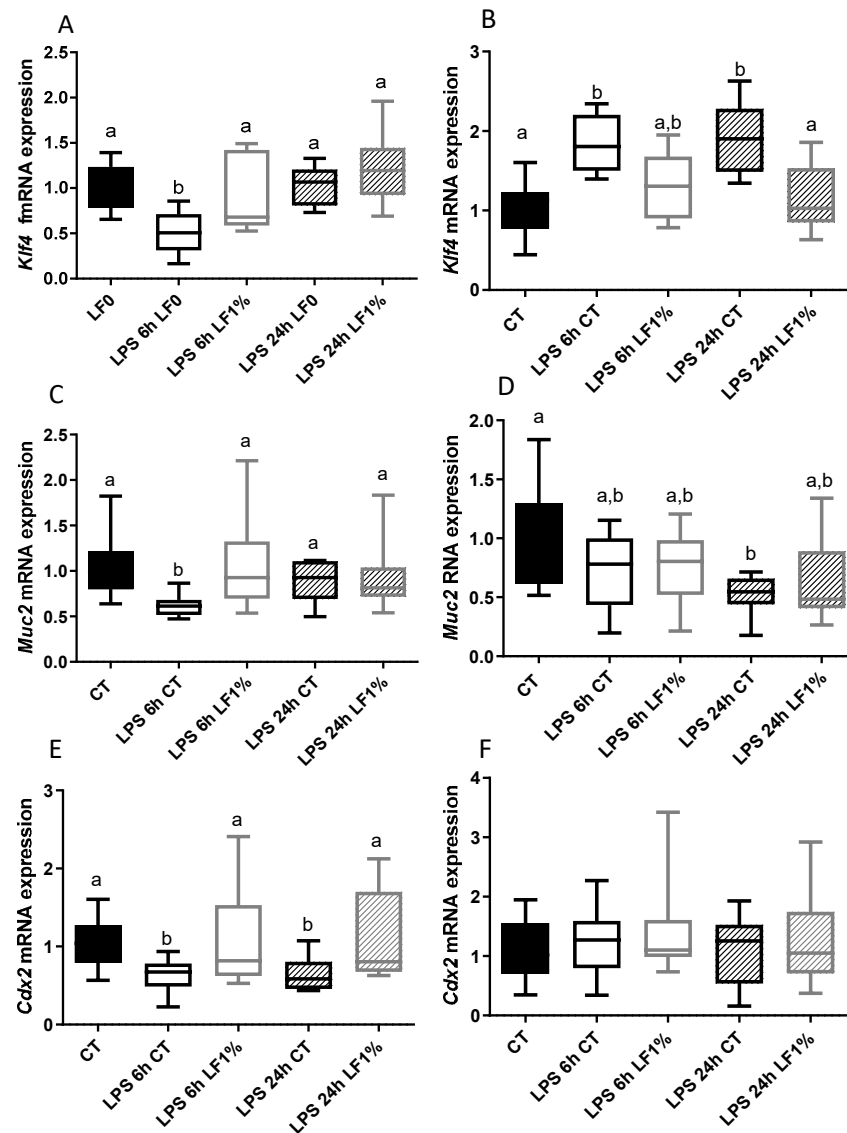 A
Klf4 fmRNA expression
2.5
2.0
1.5
1.0
0.5
0.0
a
b
a
a
a
LF0
LPS 6h LF0
LPS 6h LF1%
LPS 24h LF0
LPS 24h LF1%
B
Klf4 mRNA expression
3
2
1
0
a
b
a,b
b
a
CT
LPS 6h CT
LPS 6h LF1%
LPS 24h CT
LPS 24h LF1%
C
Muc2 mRNA expression
2.5
2.0
1.5
1.0
0.5
0.0
a
b
a
a
a
CT
LPS 6h CT
LPS 6h LF1%
LPS 24h CT
LPS 24h LF1%
D
Muc2 RNA expression
2.0
1.5
1.0
0.5
0.0
a
a,b
a,b
b
a,b
CT
LPS 6h CT
LPS 6h LF1%
LPS 24h CT
LPS 24h LF1%
E
Cdx2 mRNA expression
3
2
1
0
a
b
a
b
a
CT
LPS 6h CT
LPS 6h LF1%
LPS 24h CT
LPS 24h LF1%
F
Cdx2 mRNA expression
4
3
2
1
0
CT
LPS 6h CT
LPS 6h LF1%
LPS 24h CT
LPS 24h LF1%